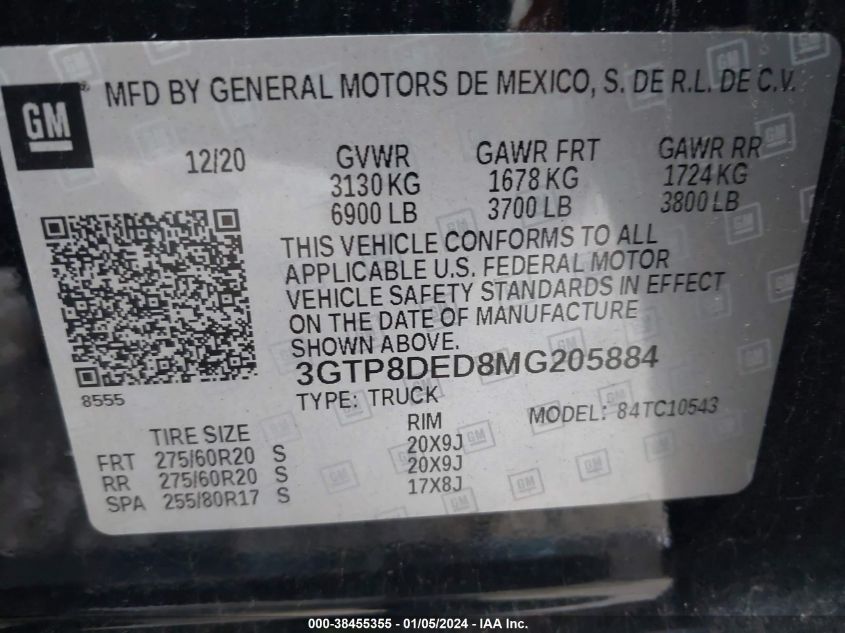 GM
MFD BY GENERAL MOTORS DE MEXICO, S. DE R.L. DE C.V.
12/20 GVWR GAWR FRT GAWR RR
3130 KG 1678 KG 1724 KG
6900 LB 3700 LB 3800 LB
THIS VEHICLE CONFORMS TO ALL
APPLICABLE U.S. FEDERAL MOTOR
VEHICLE SAFETY STANDARDS IN EFFECT
ON THE DATE OF MANUFACTURE
SHOWN ABOVE.
3GTP8DED8MG205884
8555
TYPE: TRUCK MODEL: 84TC10543
TIRE SIZE RIM
FRT 275/60R20 S 20X9J
RR 275/60R20 S 20X9J
SPA 255/80R17 S 17X8J
000-38455355 - 01/05/2024 - IAA Inc.